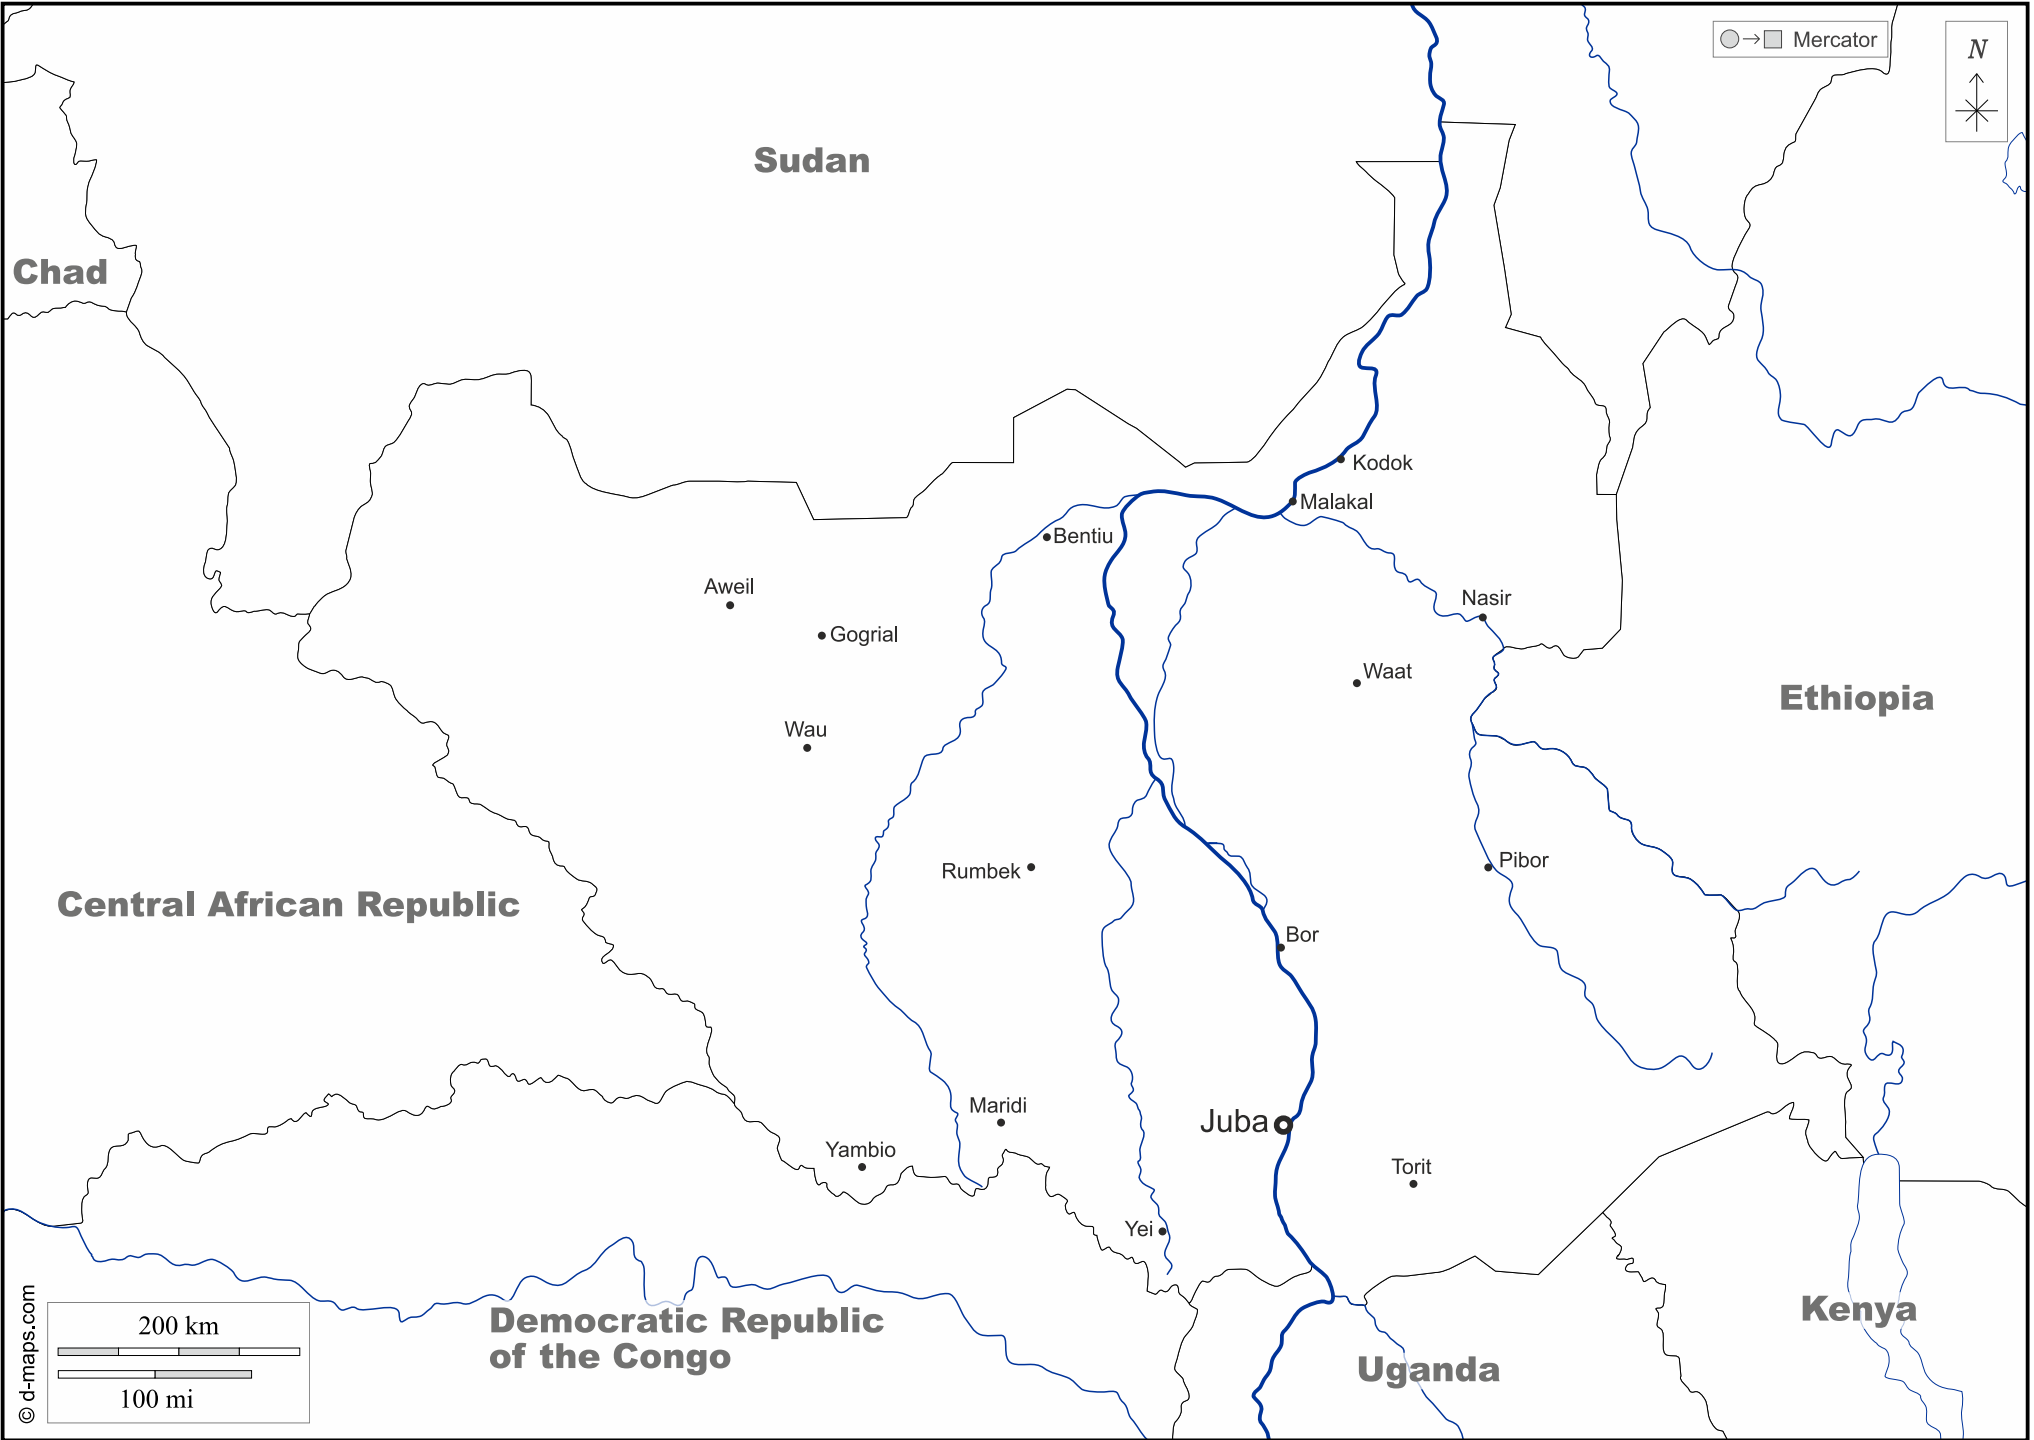 Mercator
N
Sudan
Chad
Kodok
Malakal
Bentiu
Aweil
Nasir
Gogrial
Waat
Ethiopia
Wau
Pibor
Rumbek
Central African Republic
Bor
Maridi
Juba
Yambio
Torit
Yei
Kenya
Democratic Republic
of the Congo
Uganda
200 km
100 mi
© d-maps.com